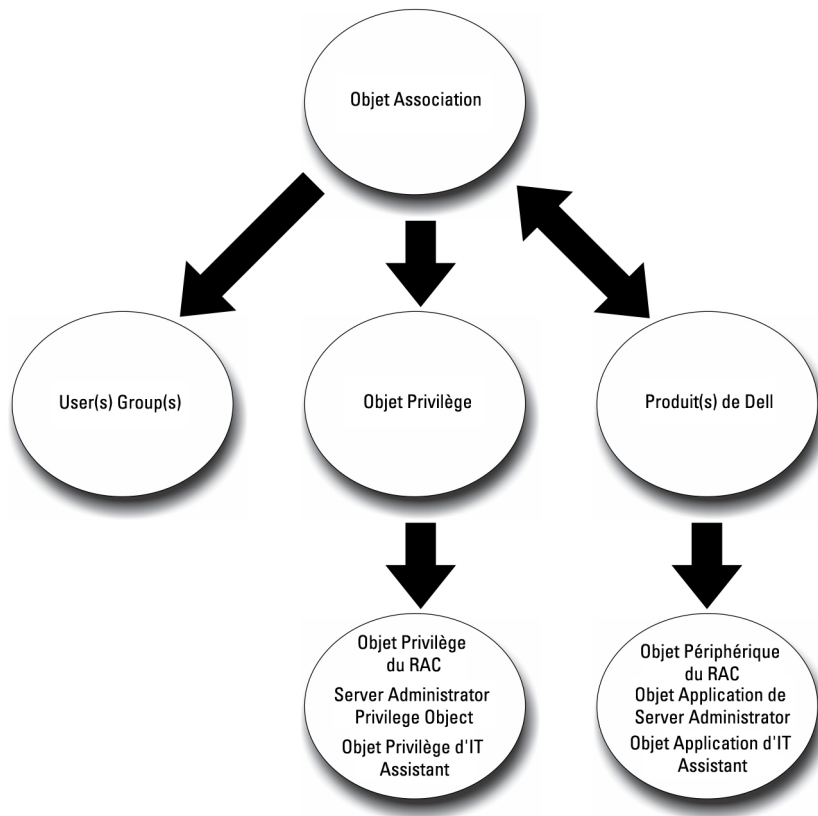 Objet Association
User(s) Group(s)
Objet Privilège
Produit(s) de Dell
Objet Privilège
du RAC
Server Administrator
Privilege Object
Objet Privilège d'IT
Assistant
Objet Périphérique
du RAC
Objet Application de
Server Administrator
Objet Application d'IT
Assistant